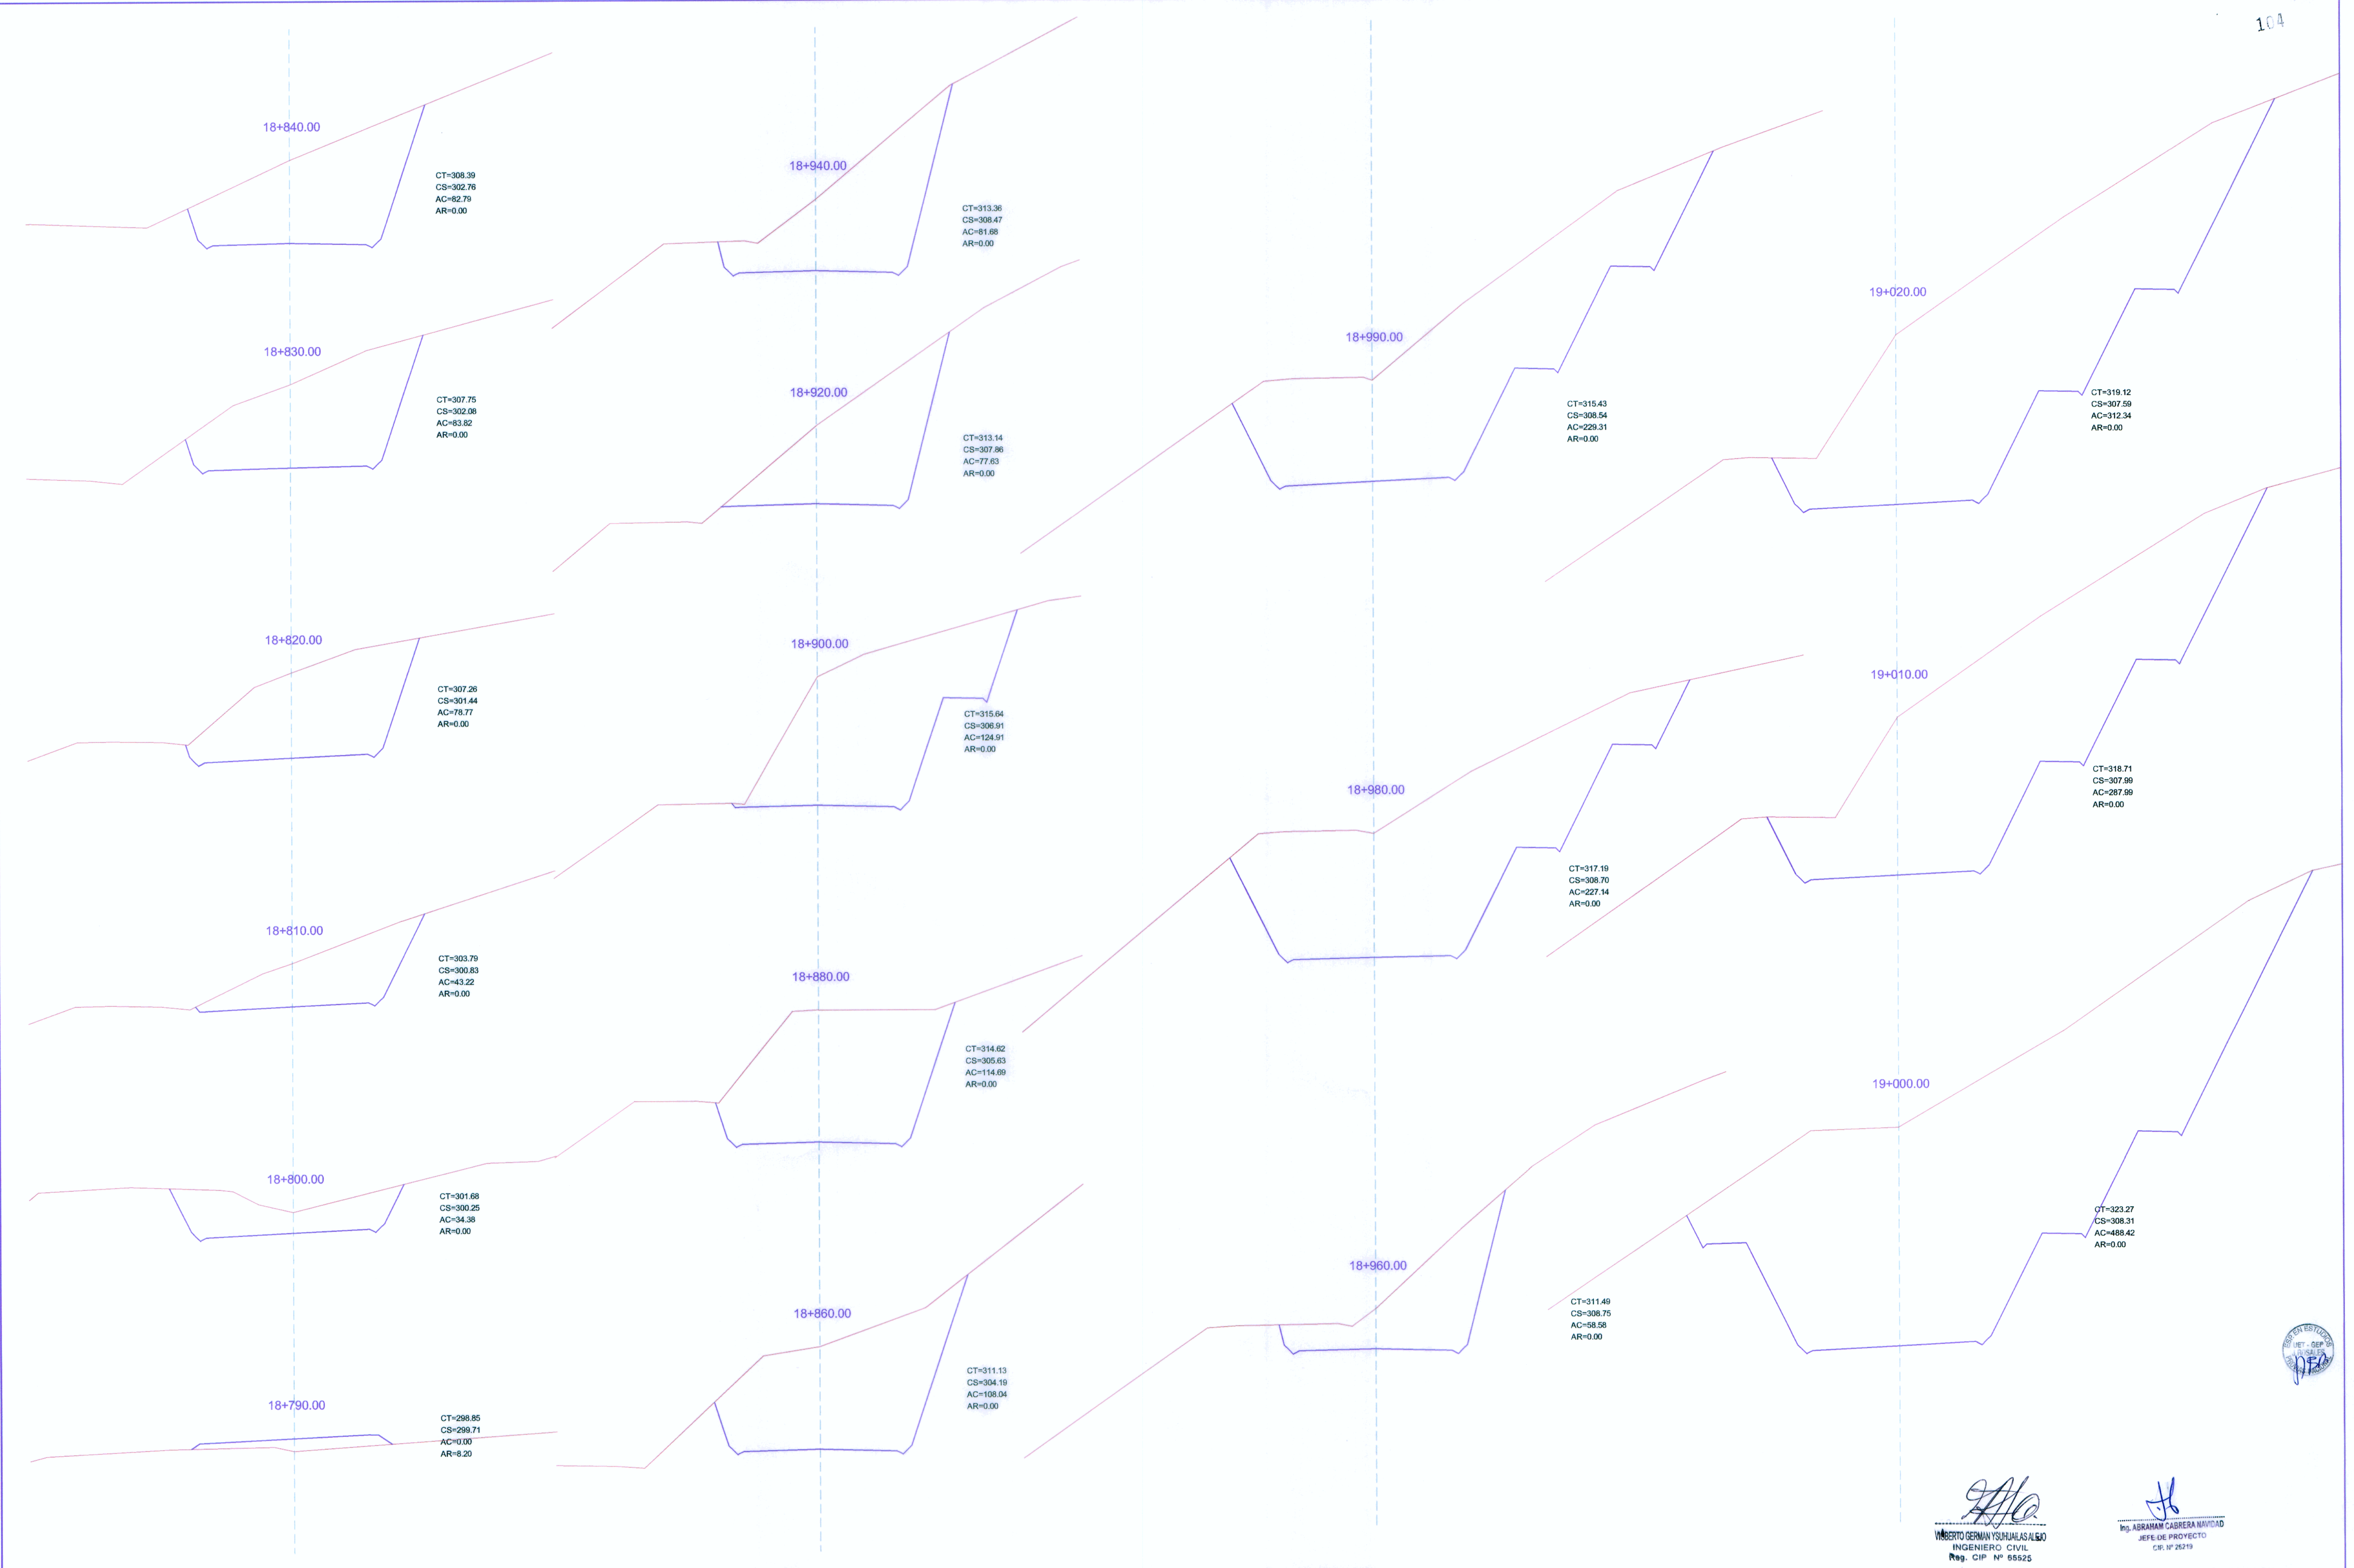 104
18+840.00
CT=308.39
CS=302.76
AC=82.79
AR=0.00
18+830.00
CT=307.75
CS=302.08
AC=83.82
AR=0.00
18+820.00
CT=307.26
CS=301.44
AC=78.77
AR=0.00
18+810.00
CT=303.79
CS=300.83
AC=43.22
AR=0.00
18+800.00
CT=301.68
CS=300.25
AC=34.38
AR=0.00
18+790.00
CT=298.85
CS=299.71
AC=0.00
AR=8.20
18+940.00
CT=313.36
CS=308.47
AC=81.68
AR=0.00
18+920.00
CT=313.14
CS=307.86
AC=77.63
AR=0.00
18+900.00
CT=315.64
CS=306.91
AC=124.91
AR=0.00
18+880.00
CT=314.62
CS=305.63
AC=114.69
AR=0.00
18+860.00
CT=311.13
CS=304.19
AC=108.04
AR=0.00
18+990.00
CT=315.43
CS=308.54
AC=229.31
AR=0.00
18+980.00
CT=317.19
CS=308.70
AC=227.14
AR=0.00
18+960.00
CT=311.49
CS=308.75
AC=58.58
AR=0.00
19+020.00
CT=319.12
CS=307.59
AC=312.34
AR=0.00
19+010.00
CT=318.71
CS=307.99
AC=287.99
AR=0.00
19+000.00
CT=323.27
CS=308.31
AC=488.42
AR=0.00
EN ESTUDIOS
GERMAN YSUHUAILAS ALEJO
INGENIERO CIVIL
Reg. CIP Nº 65525
Ing. ABRAHAM CABRERA NAVIDAD
JEFE DE PROYECTO
CIP. Nº 26219